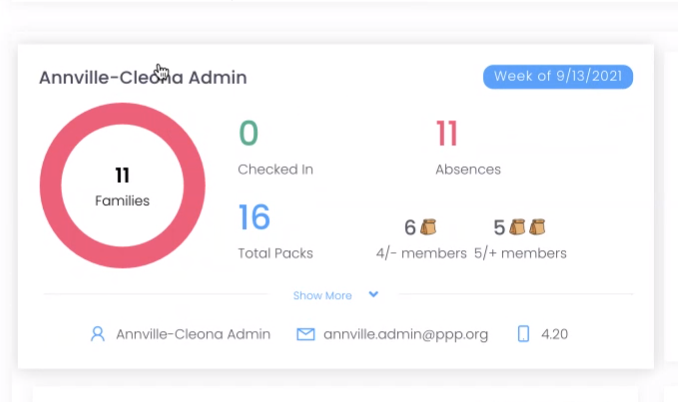 Annville-Cleona Admin
Week of 9/13/2021
11
Families
0
Checked In
11
Absences
16
Total Packs
6
4/- members
5
5/+ members
Show More
Annville-Cleona Admin
annville.admin@ppp.org
4.20